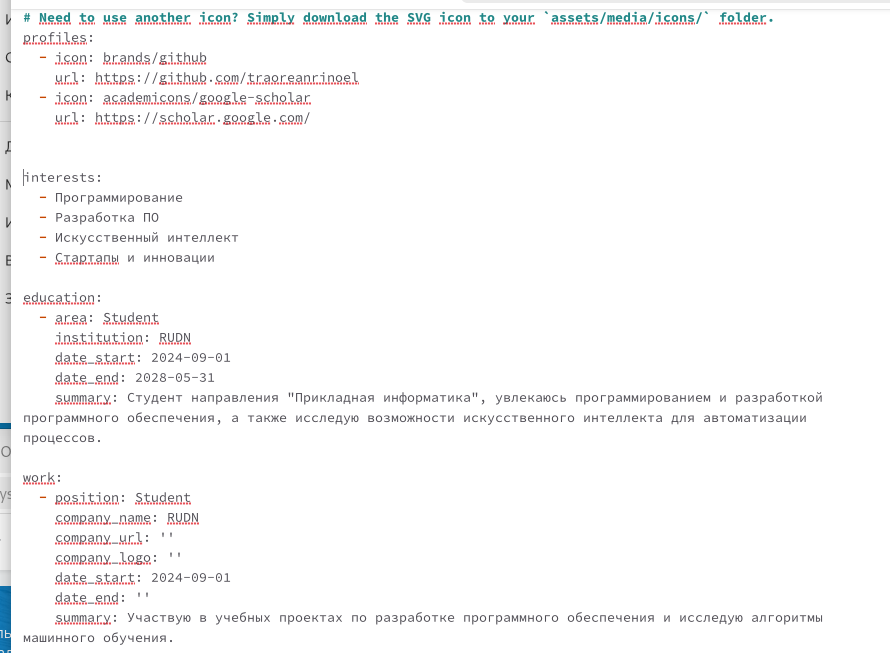 # Need to use another icon? Simply download the SVG icon to your `assets/media/icons/` folder.
profiles:
  - icon: brands/github
    url: https://github.com/traoreanrinoel
  - icon: academicons/google-scholar
    url: https://scholar.google.com/
interests:
  - Программирование
  - Разработка ПО
  - Искусственный интеллект
  - Стартапы и инновации
education:
  - area: Student
    institution: RUDN
    date_start: 2024-09-01
    date_end: 2028-05-31
    summary: Студент направления "Прикладная информатика", увлекаюсь программированием и разработкой
программного обеспечения, а также исследую возможности искусственного интеллекта для автоматизации
процессов.
work:
  - position: Student
    company_name: RUDN
    company_url: ''
    company_logo: ''
    date_start: 2024-09-01
    date_end: ''
    summary: Участвую в учебных проектах по разработке программного обеспечения и исследую алгоритмы
машинного обучения.